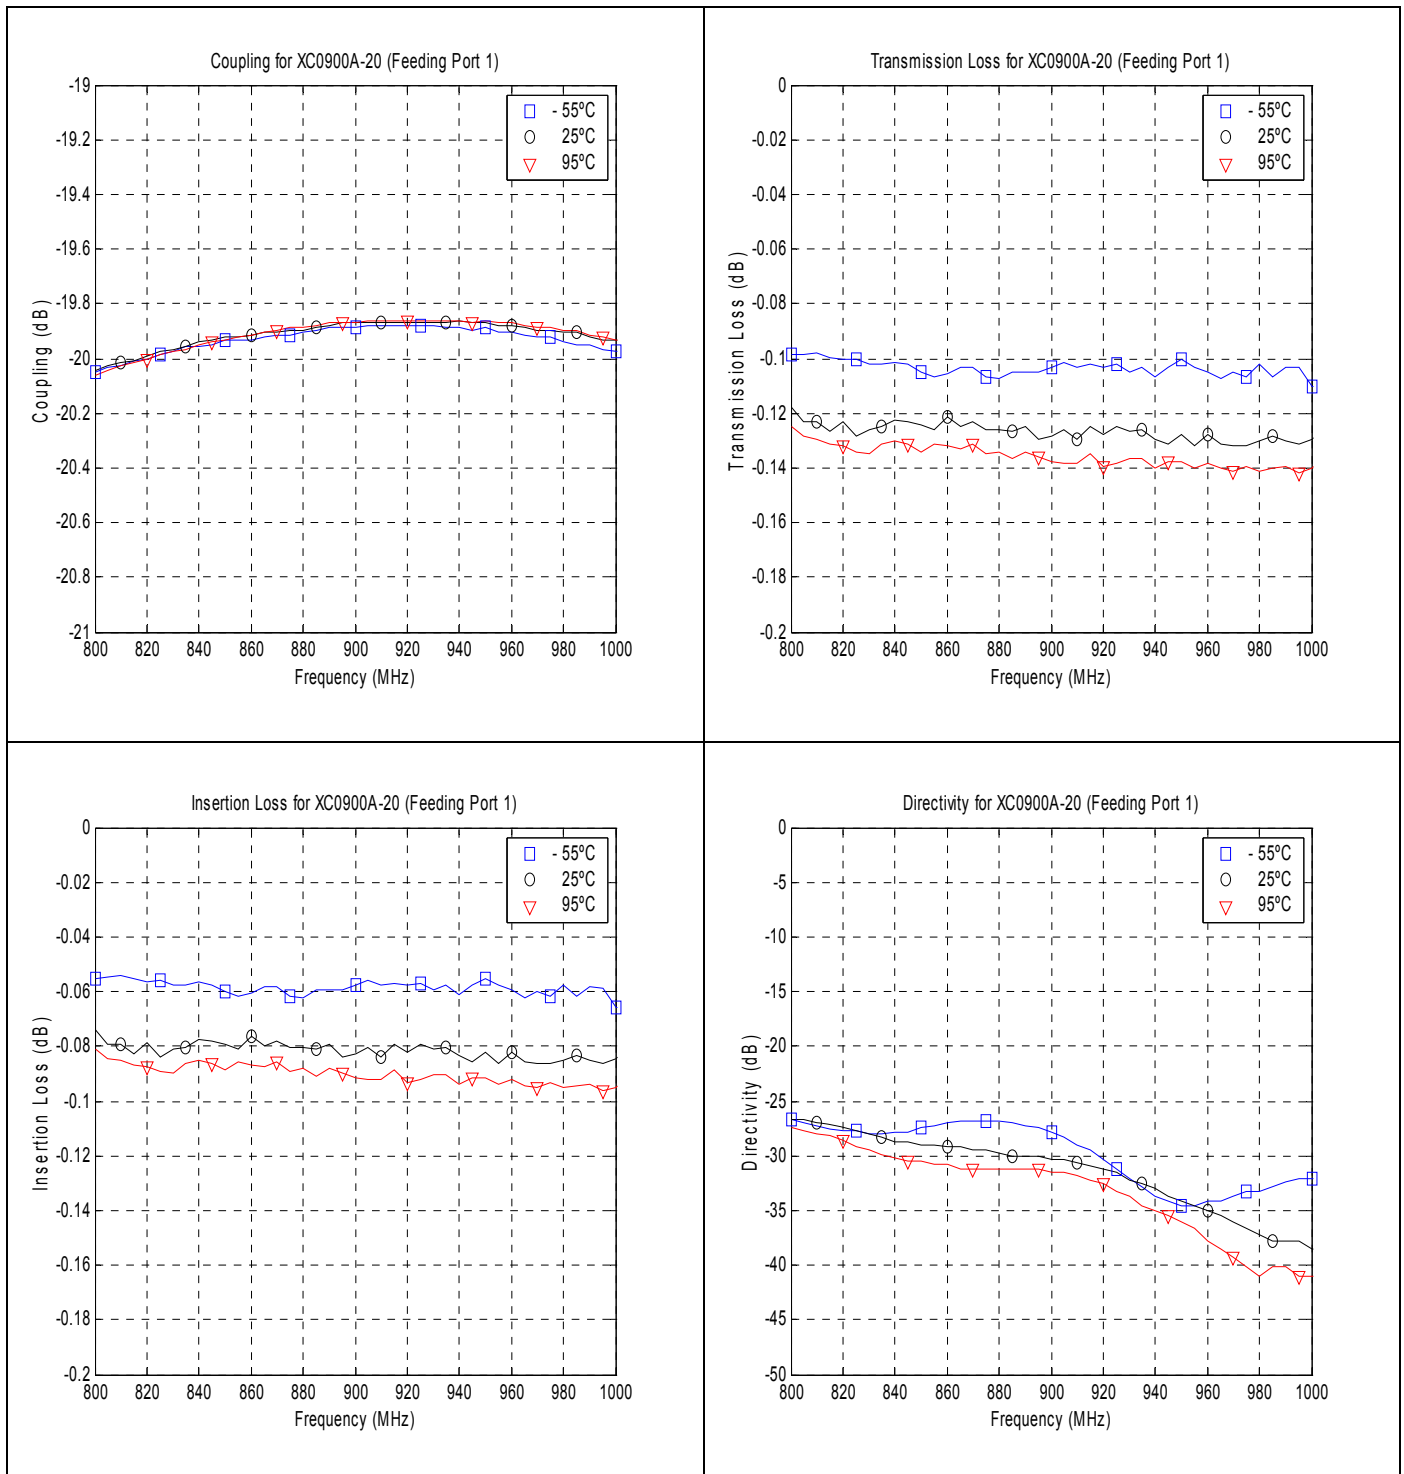 Coupling for XC0900A-20 (Feeding Port 1)
-19
-19.2
-19.4
-19.6
-19.8
-20
-20.2
-20.4
-20.6
-20.8
-21
Coupling (dB)
- 55ºC
25ºC
95ºC
800 820 840 860 880 900 920 940 960 980 1000
Frequency (MHz)
Transmission Loss for XC0900A-20 (Feeding Port 1)
0
-0.02
-0.04
-0.06
-0.08
-0.1
-0.12
-0.14
-0.16
-0.18
-0.2
Transmission Loss (dB)
- 55ºC
25ºC
95ºC
800 820 840 860 880 900 920 940 960 980 1000
Frequency (MHz)
Insertion Loss for XC0900A-20 (Feeding Port 1)
0
-0.02
-0.04
-0.06
-0.08
-0.1
-0.12
-0.14
-0.16
-0.18
-0.2
Insertion Loss (dB)
- 55ºC
25ºC
95ºC
800 820 840 860 880 900 920 940 960 980 1000
Frequency (MHz)
Directivity for XC0900A-20 (Feeding Port 1)
0
-5
-10
-15
-20
-25
-30
-35
-40
-45
-50
Directivity (dB)
- 55ºC
25ºC
95ºC
800 820 840 860 880 900 920 940 960 980 1000
Frequency (MHz)